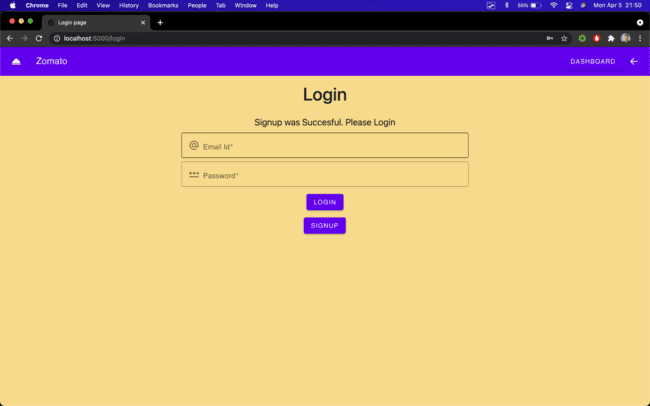 Chrome File Edit View History Bookmarks People Tab Window Help 56% Mon Apr 5 21:50
Login page
localhost:5000/login
Zomato DASHBOARD
Login
Signup was Succesful. Please Login
Email Id*
Password*
LOGIN
SIGNUP